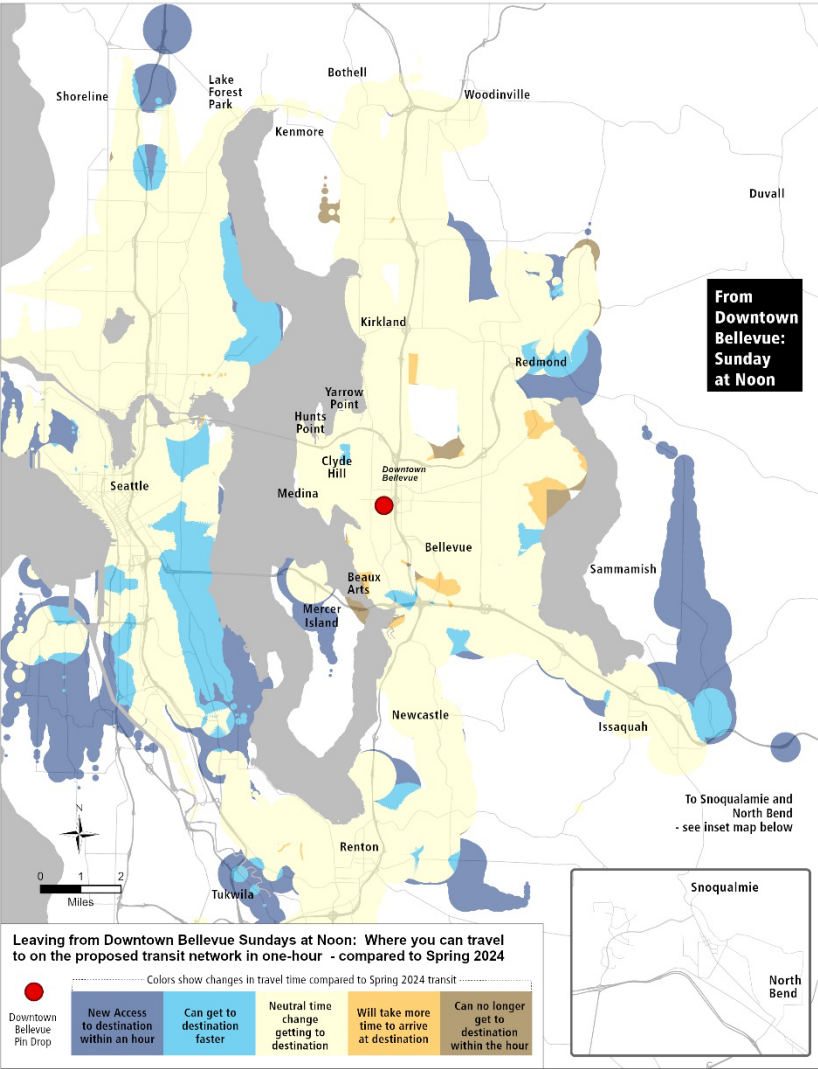 Bothell
Lake
Forest
Park
Shoreline
Woodinville
Kenmore
Duvall
From
Downtown
Bellevue:
Sunday
at Noon
Kirkland
Redmond
Yarrow
Point
Hunts
Point
Clyde
Hill
Downtown
Bellevue
Seattle
Medina
Bellevue
Sammamish
Beaux
Arts
Mercer
Island
Newcastle
Issaquah
To Snoqualamie and
North Bend
- see inset map below
N
Renton
0 1 2
Miles
Tukwila
Snoqualmie
North
Bend
Leaving from Downtown Bellevue Sundays at Noon: Where you can travel
to on the proposed transit network in one-hour - compared to Spring 2024
Colors show changes in travel time compared to Spring 2024 transit
Downtown
Bellevue
Pin Drop
New Access
to destination
within an hour
Can get to
destination
faster
Neutral time
change
getting to
destination
Will take more
time to arrive
at destination
Can no longer
get to
destination
within the hour